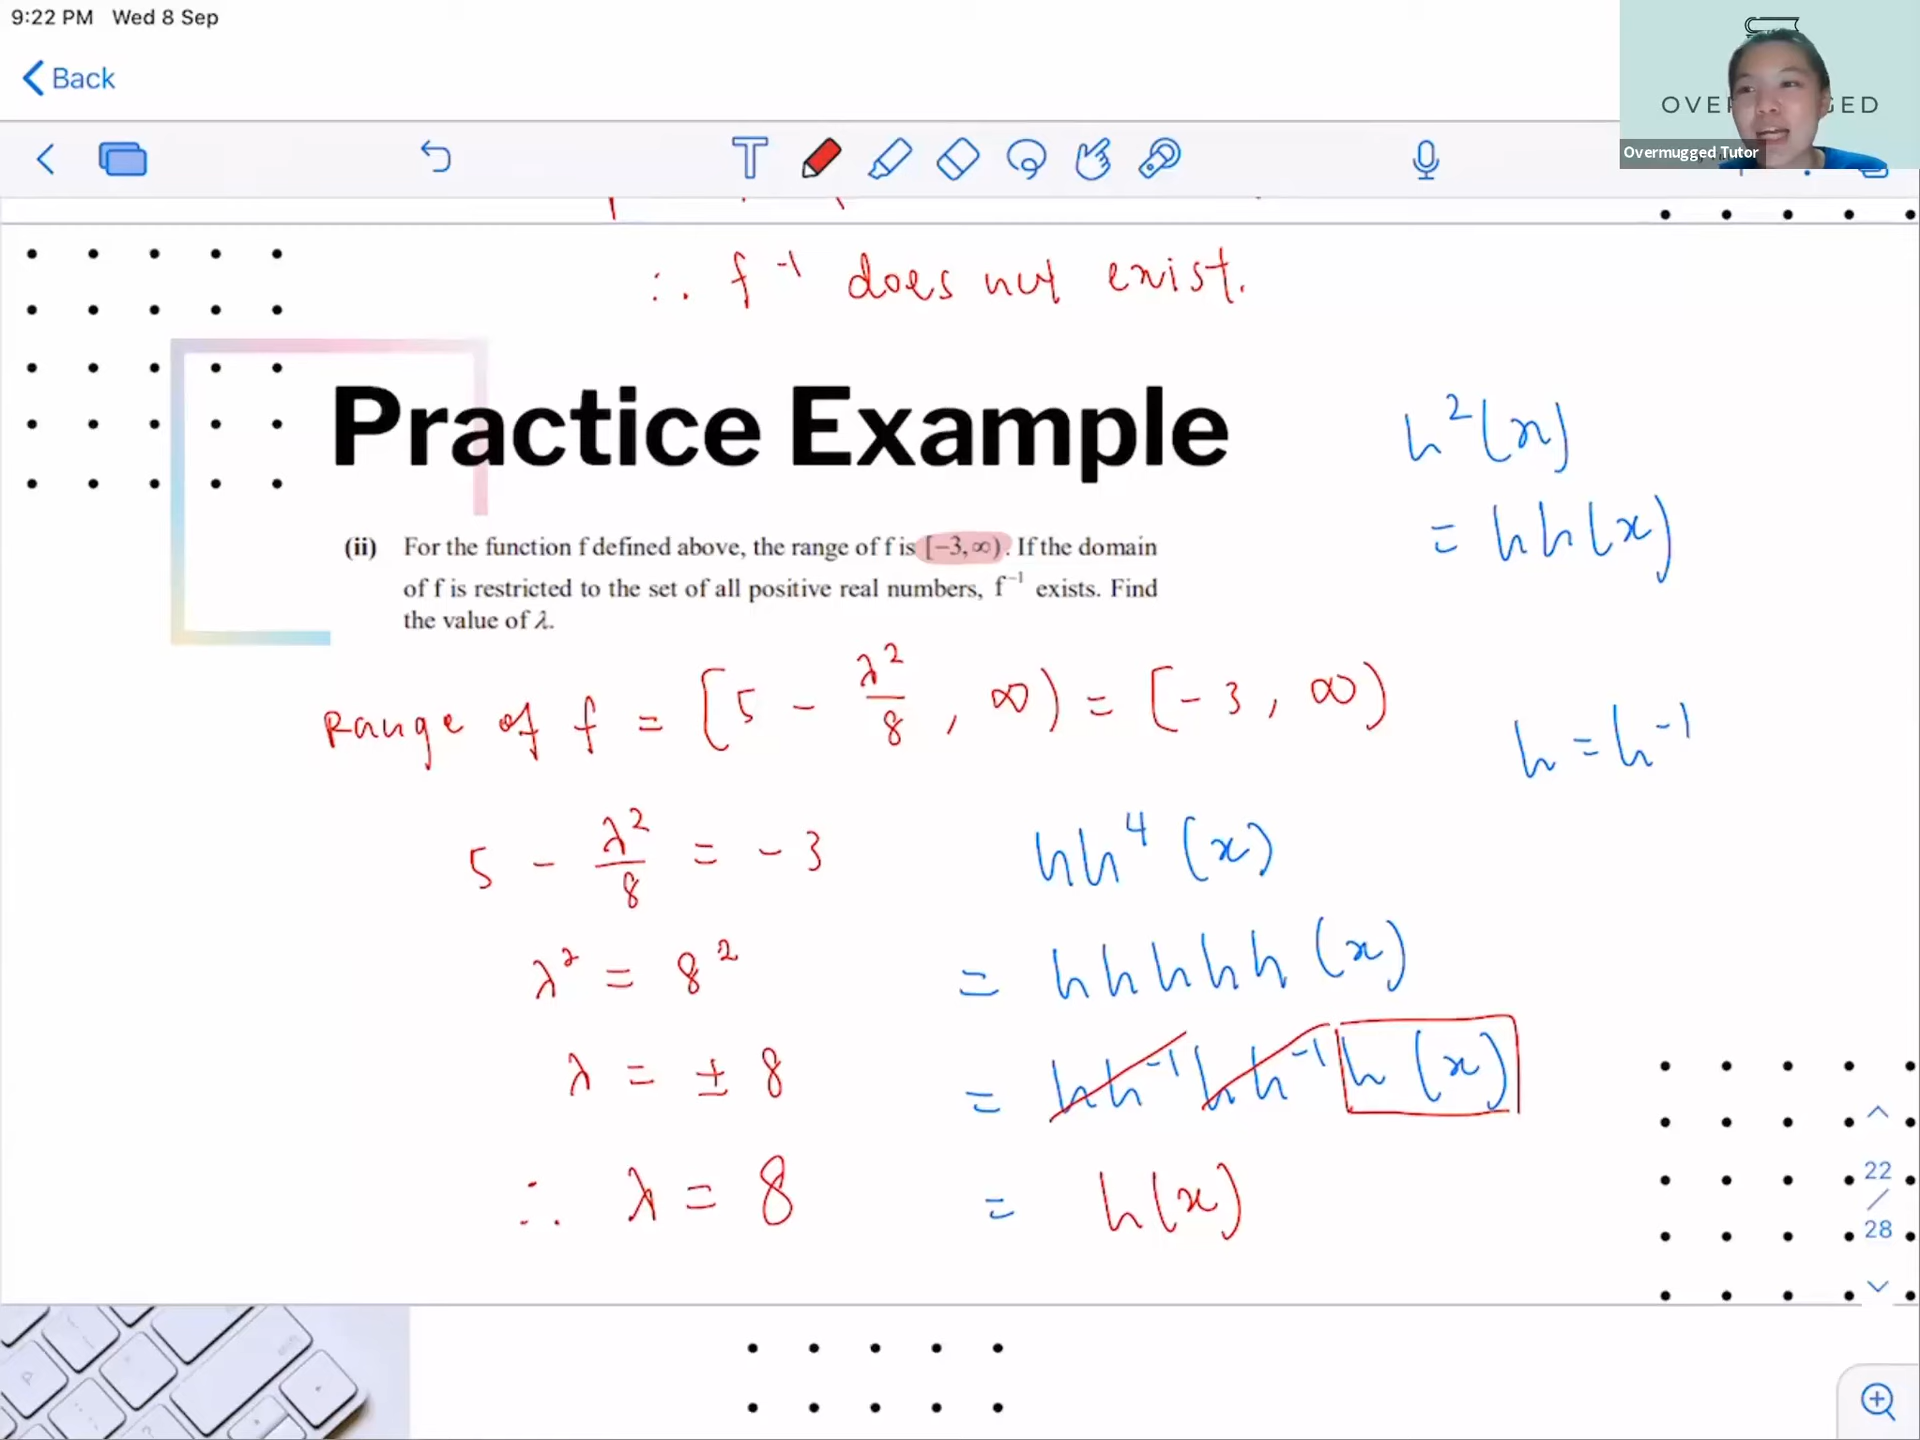 9:22 PM Wed 8 Sep
Back
OVER GED
Overmugged Tutor
∴ f⁻¹ does not exist.
Practice Example
h²(x)
= hh(x)
(ii) For the function f defined above, the range of f is [−3, ∞). If the domain
of f is restricted to the set of all positive real numbers, f⁻¹ exists. Find
the value of λ.
Range of f = [5 - λ²/8, ∞) = [-3, ∞)
h = h⁻¹
5 - λ²/8 = -3
λ² = 8²
λ = ± 8
∴ λ = 8
hh⁴(x)
= hhhhh(x)
= hh⁻¹hh⁻¹h(x)
= h(x)
22
/
28